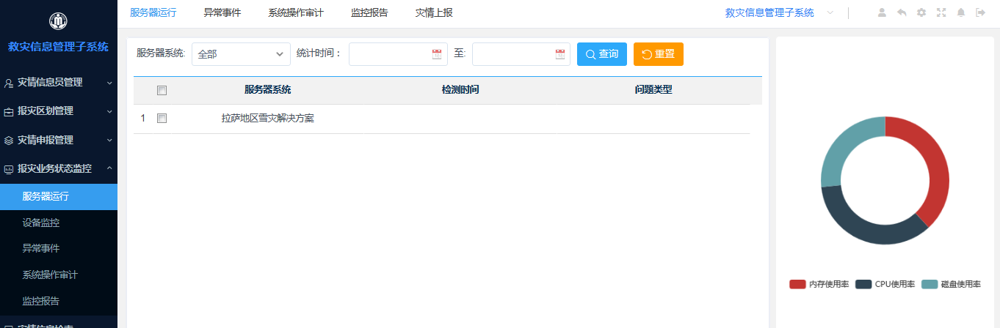 服务器运行 异常事件 系统操作审计 监控报告 灾情上报 救灾信息管理子系统
救灾信息管理子系统
灾情信息员管理
报灾区划管理
灾情申报管理
报灾业务状态监控
服务器运行
设备监控
异常事件
系统操作审计
监控报告
服务器系统: 全部 统计时间： 至: 查询 重置
服务器系统 检测时间 问题类型
1 拉萨地区雪灾解决方案
内存使用率 CPU使用率 磁盘使用率